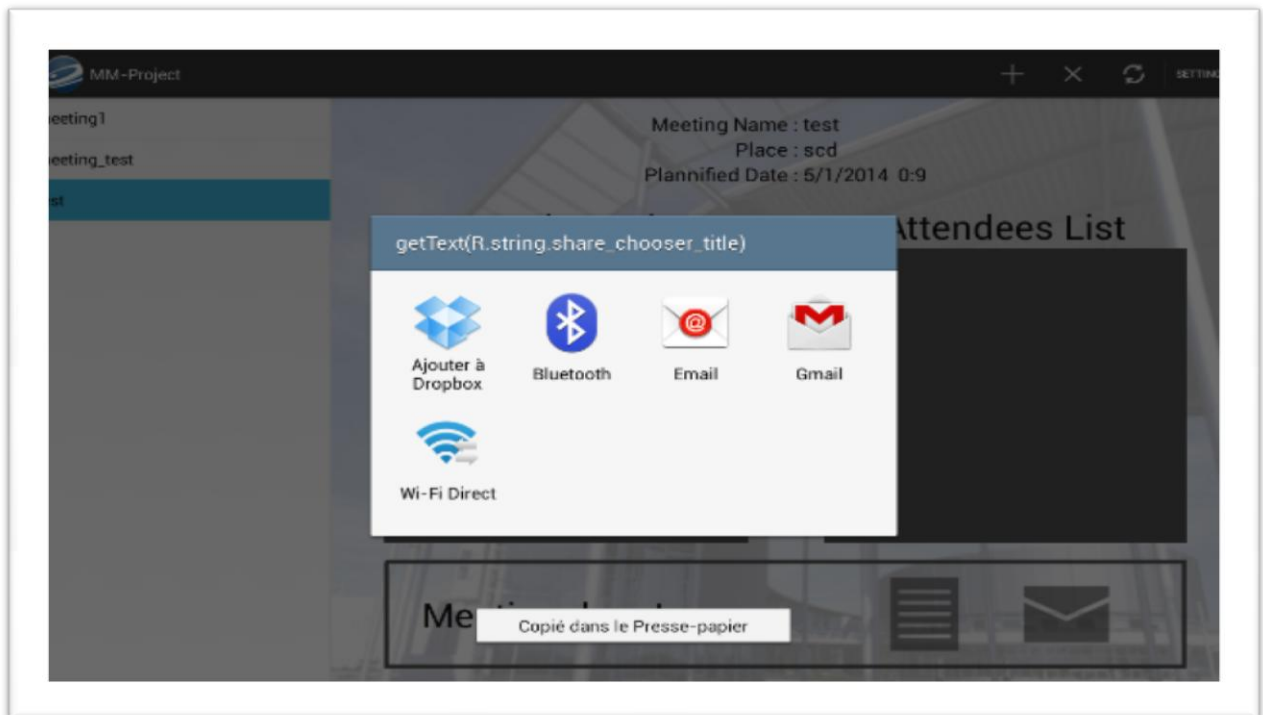 MM-Project
SETTING
eeting1
eeting_test
st
Meeting Name : test
Place : scd
Plannified Date : 5/1/2014 0:9
Attendees List
getText(R.string.share_chooser_title)
Ajouter à
Dropbox
Bluetooth
Email
Gmail
Wi-Fi Direct
Me
Copié dans le Presse-papier